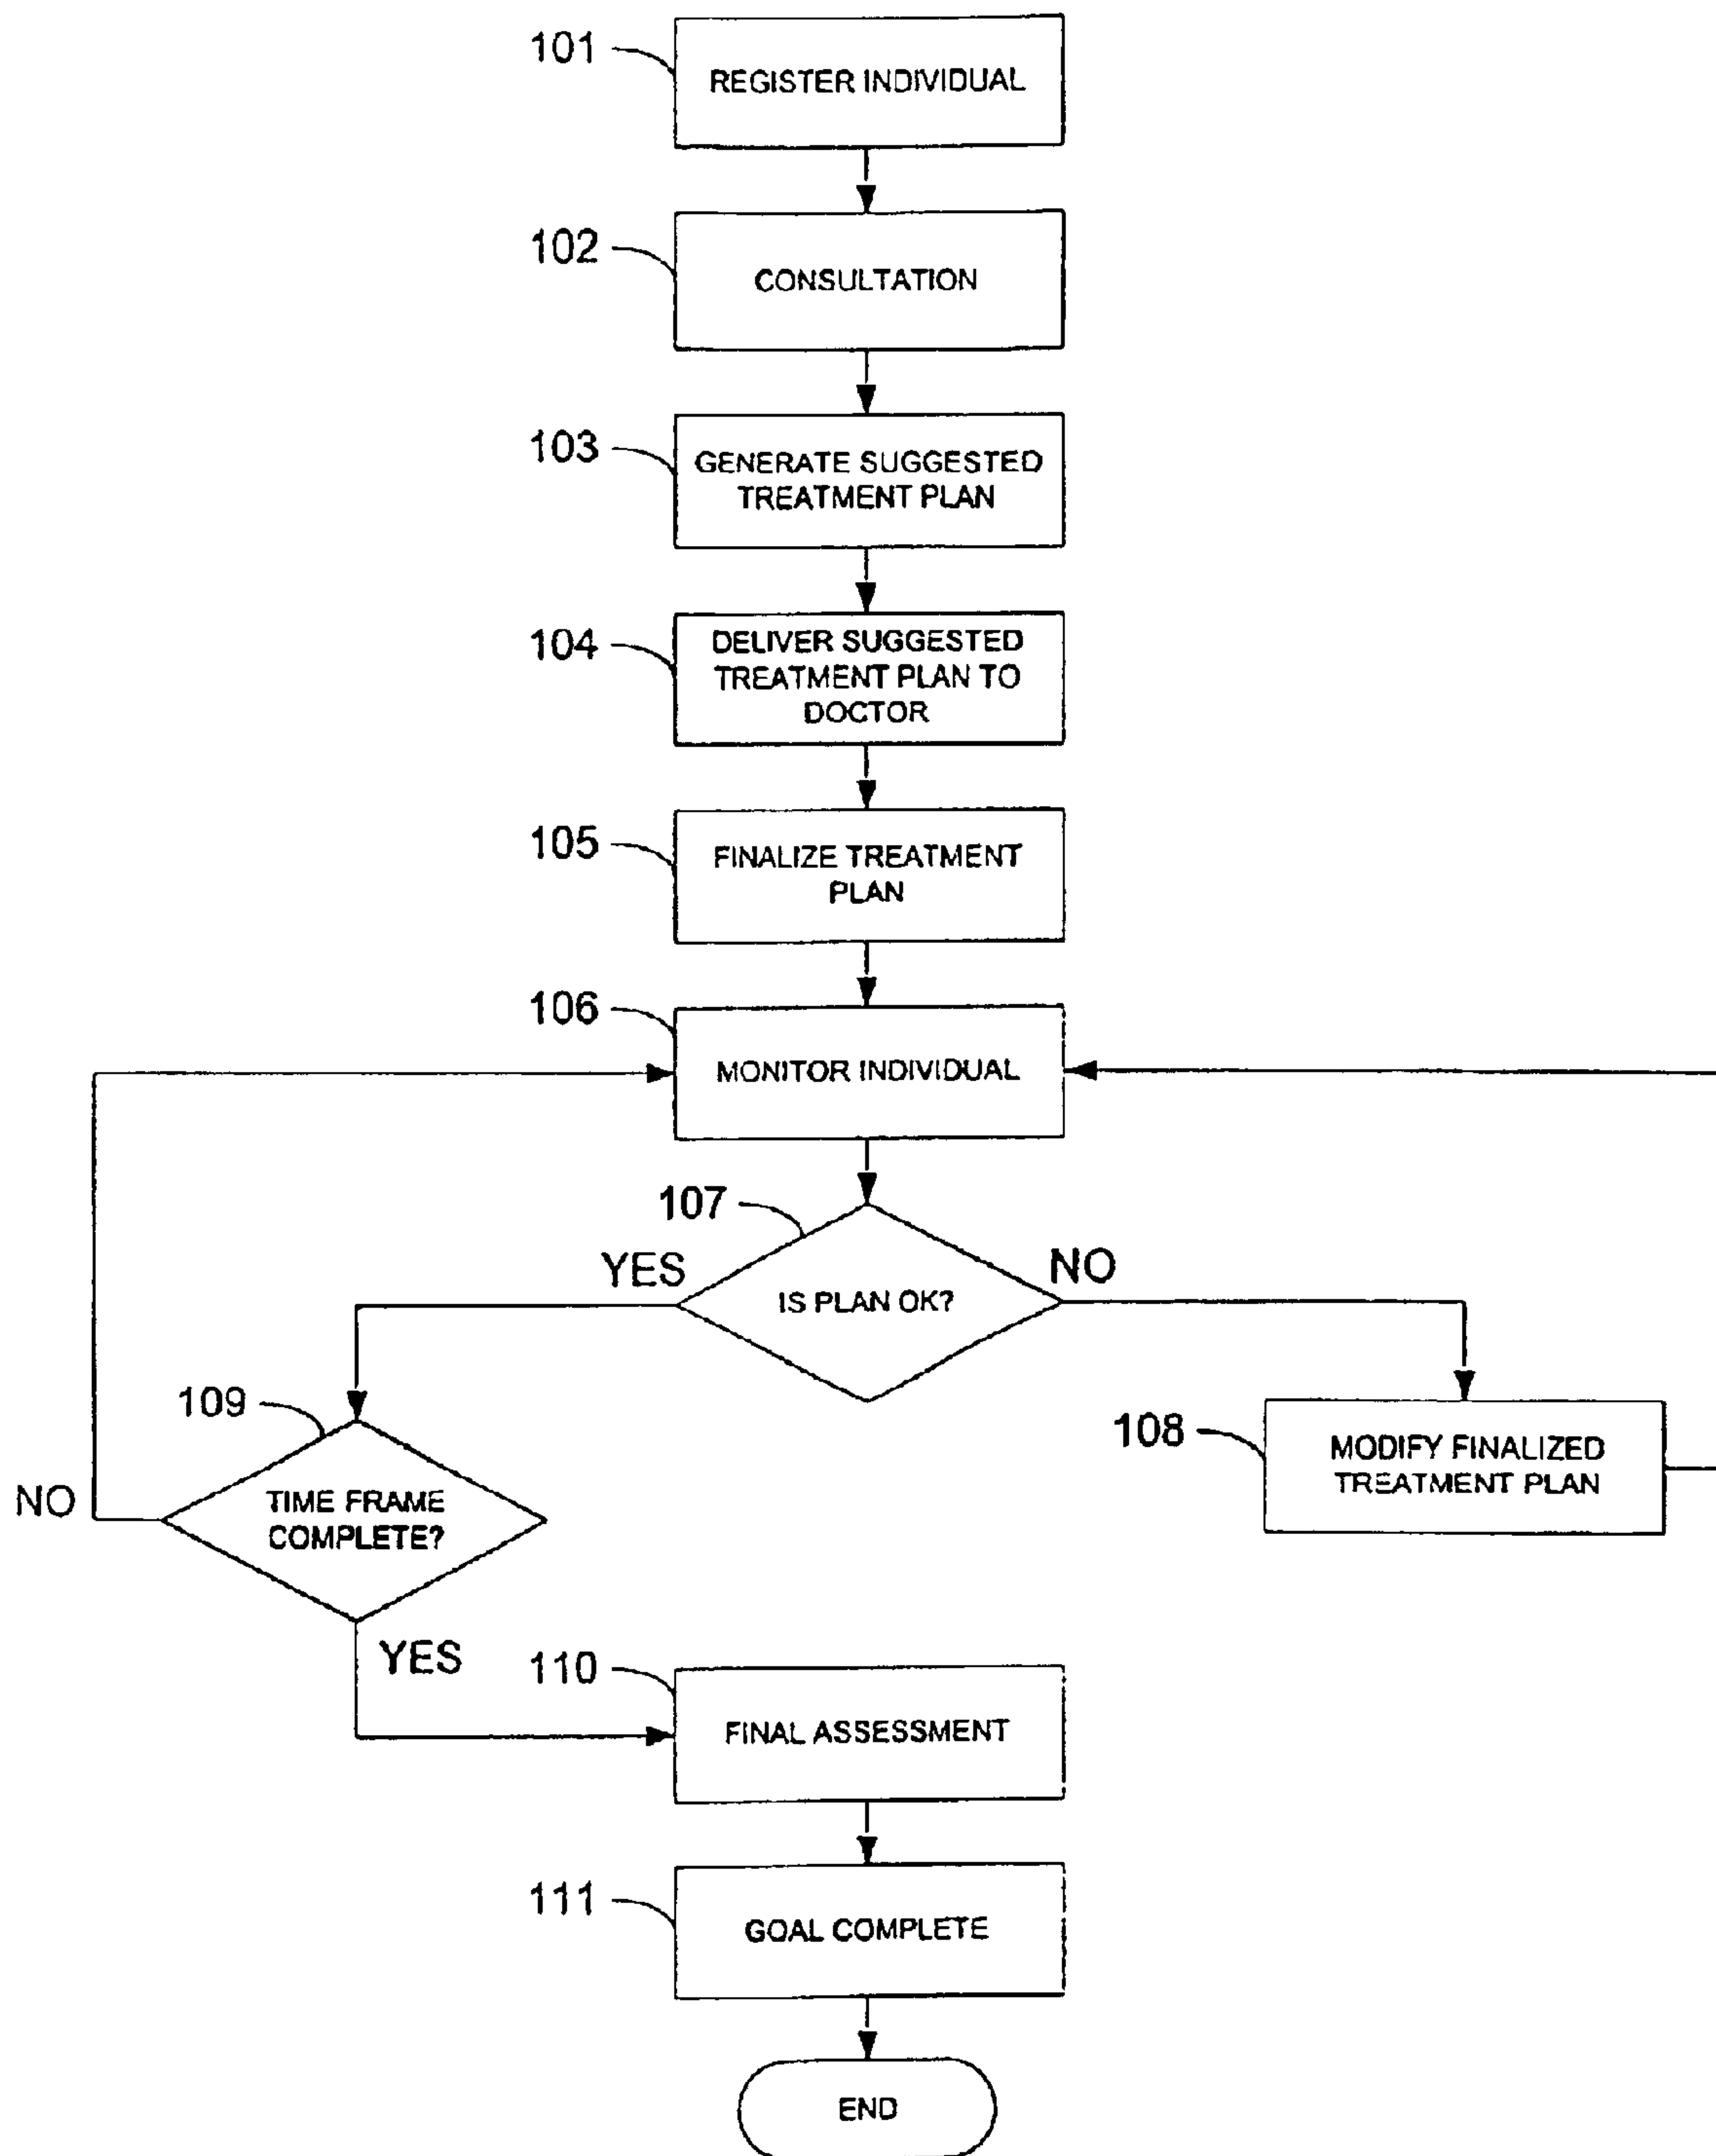 101
REGISTER INDIVIDUAL
102
CONSULTATION
103
GENERATE SUGGESTED
TREATMENT PLAN
104
DELIVER SUGGESTED
TREATMENT PLAN TO
DOCTOR
105
FINALIZE TREATMENT
PLAN
106
MONITOR INDIVIDUAL
107
YES
NO
IS PLAN OK?
109
108
MODIFY FINALIZED
TREATMENT PLAN
NO
TIME FRAME
COMPLETE?
YES
110
FINAL ASSESSMENT
111
GOAL COMPLETE
END